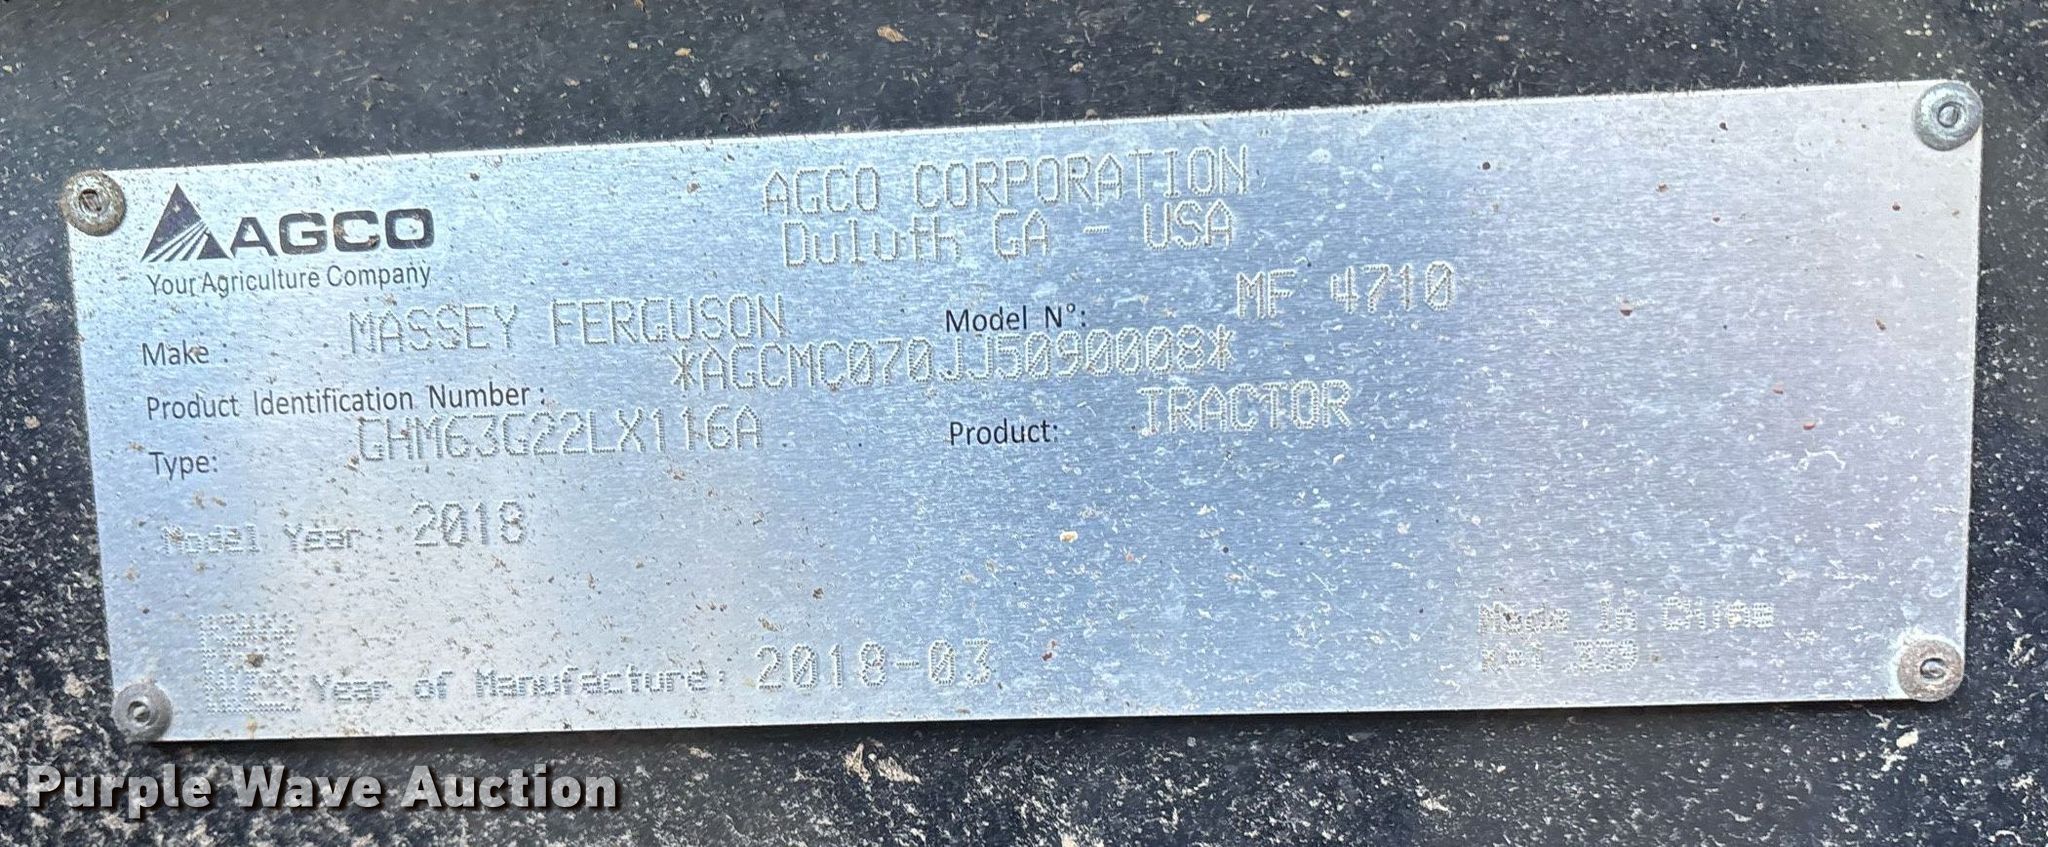 AGCO
Your Agriculture Company
AGCO CORPORATION
Duluth GA - USA
Make : MASSEY FERGUSON
Model N°: MF 4710
Product Identification Number : *AGCMC070JJ5090008*
Type: GHM63G22LX116A
Product: TRACTOR
Model Year: 2018
Year of Manufacture: 2018-03
Made In China
Purple Wave Auction